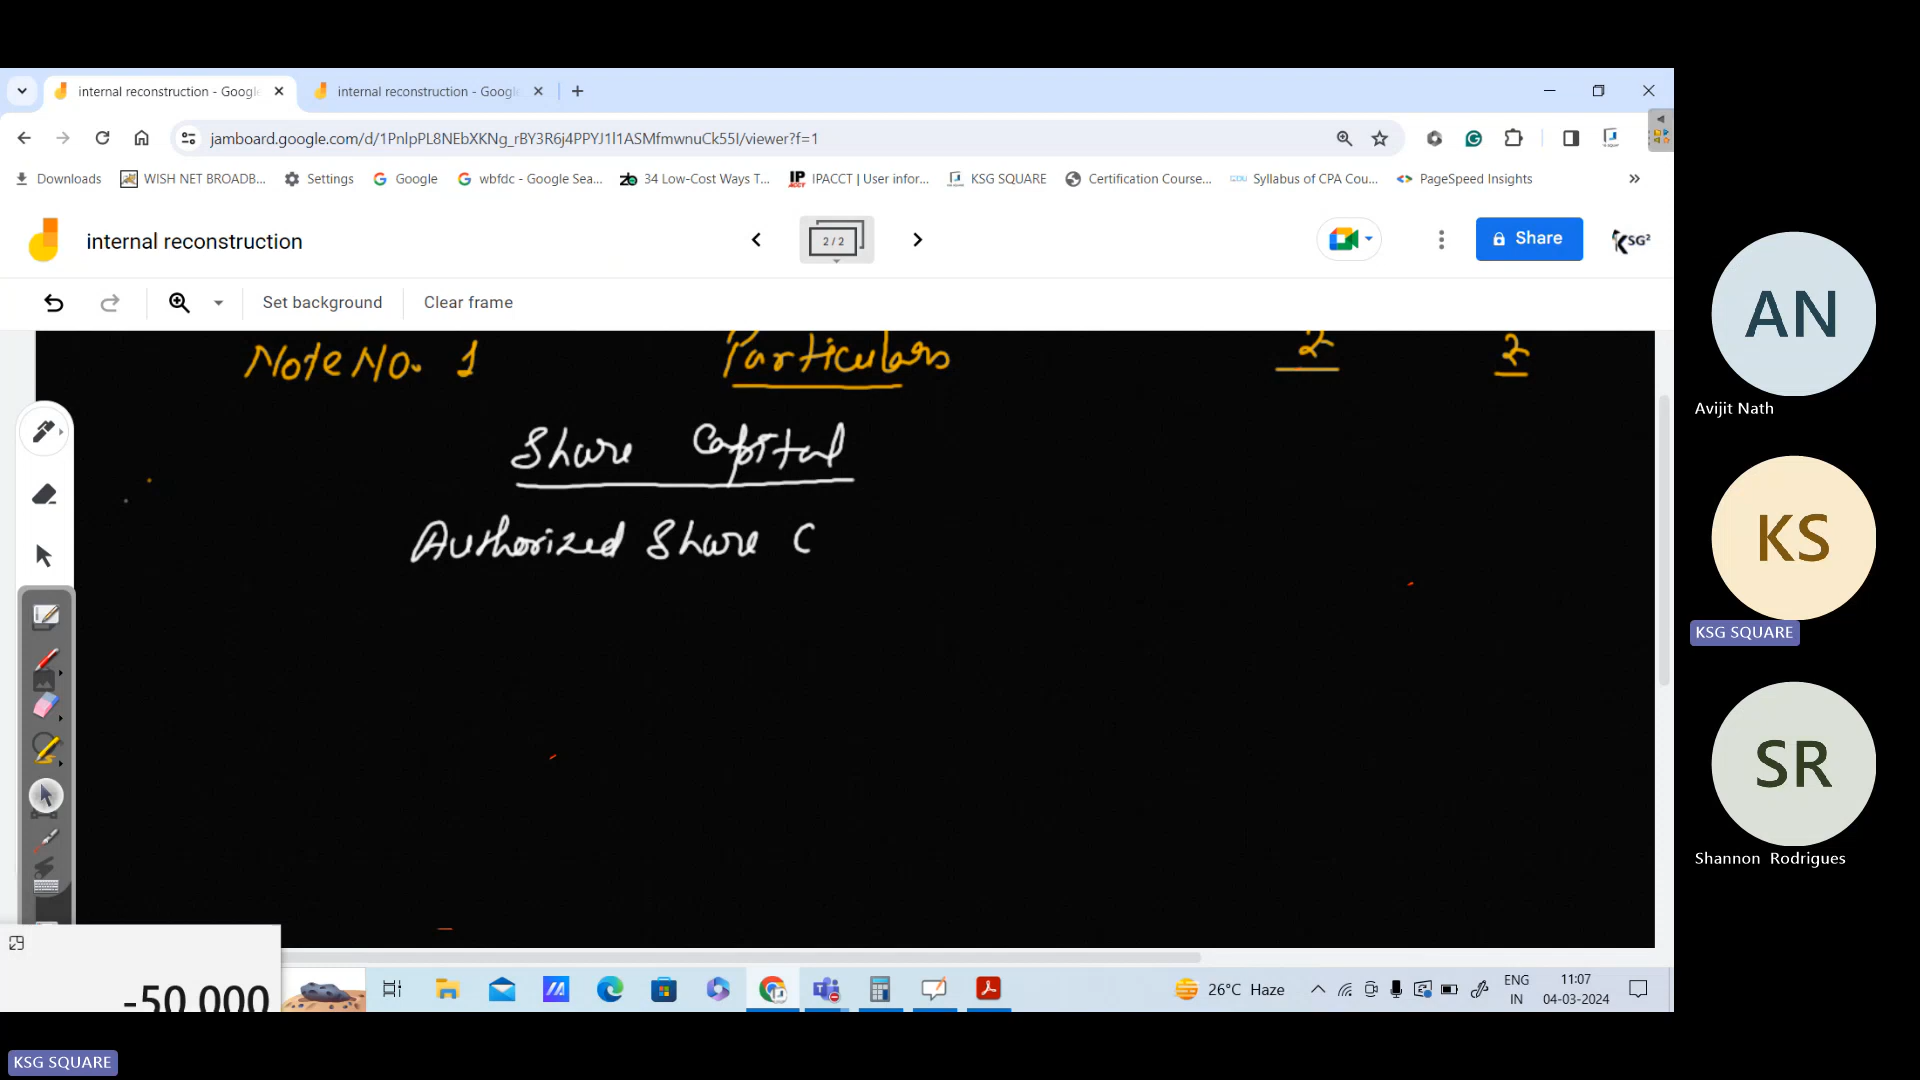 internal reconstruction - Google
internal reconstruction - Google
jamboard.google.com/d/1PnlpPL8NEbXKNg_rBY3R6j4PPYJ1l1ASMfmwnuCk55I/viewer?f=1
Downloads
WISH NET BROADB...
Settings
Google
wbfdc - Google Sea...
34 Low-Cost Ways T...
IPACCT | User infor...
KSG SQUARE
Certification Course...
Syllabus of CPA Cou...
PageSpeed Insights
internal reconstruction
2 / 2
Share
KSG²
Set background
Clear frame
Note No. 1 Particulars 2 2
Share Capital
Authorized Share C
-50,000
26°C Haze
ENG
IN
11:07
04-03-2024
AN
Avijit Nath
KS
KSG SQUARE
SR
Shannon Rodrigues
KSG SQUARE